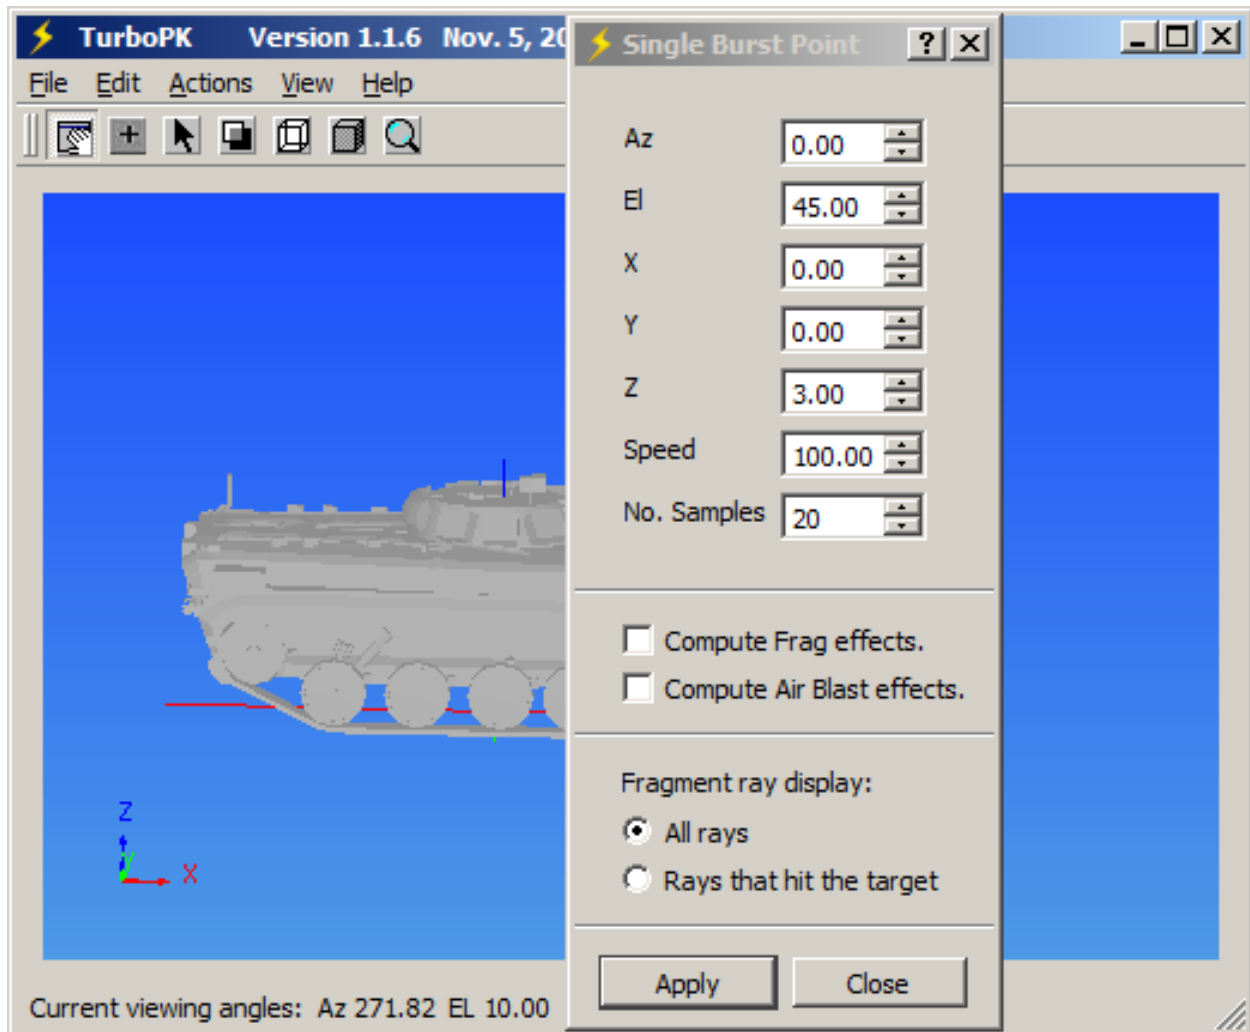 TurboPK Version 1.1.6 Nov. 5, 20
File Edit Actions View Help
Z
Y
X
Current viewing angles: Az 271.82 EL 10.00
Single Burst Point
Az 0.00
El 45.00
X 0.00
Y 0.00
Z 3.00
Speed 100.00
No. Samples 20
Compute Frag effects.
Compute Air Blast effects.
Fragment ray display:
All rays
Rays that hit the target
Apply Close